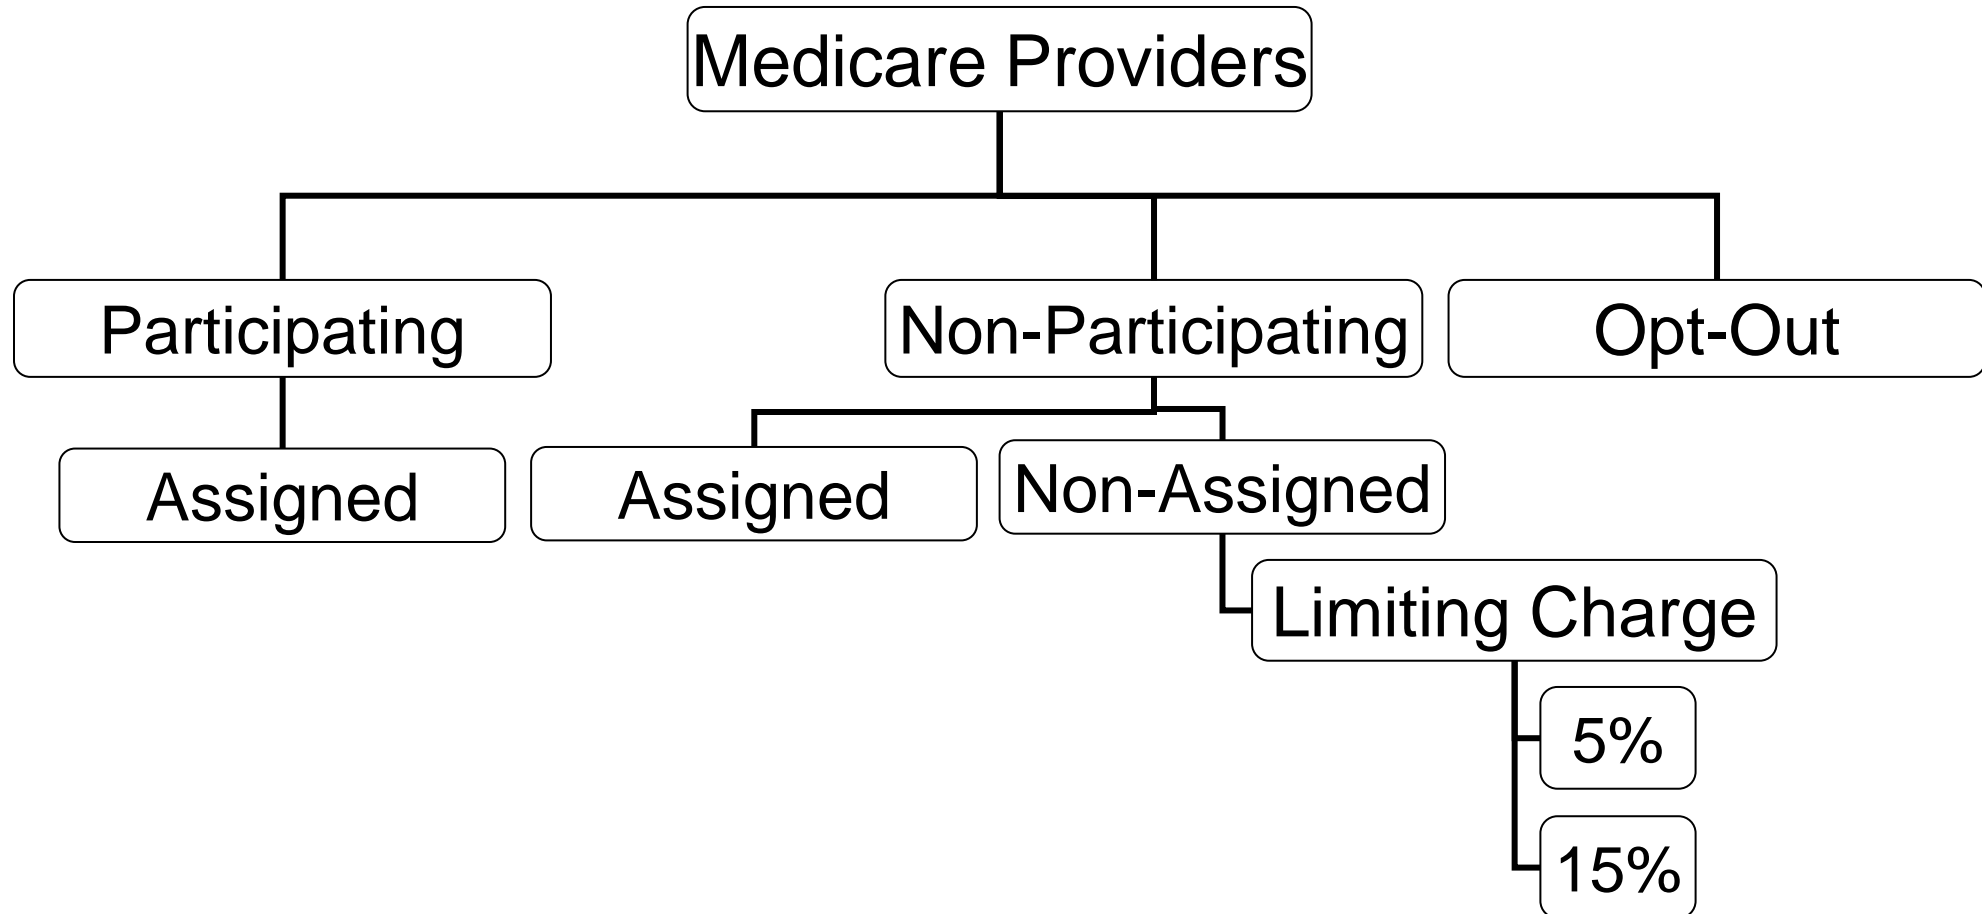 Medicare Providers
Participating
Non-Participating
Opt-Out
Assigned
Assigned
Non-Assigned
Limiting Charge
5%
15%